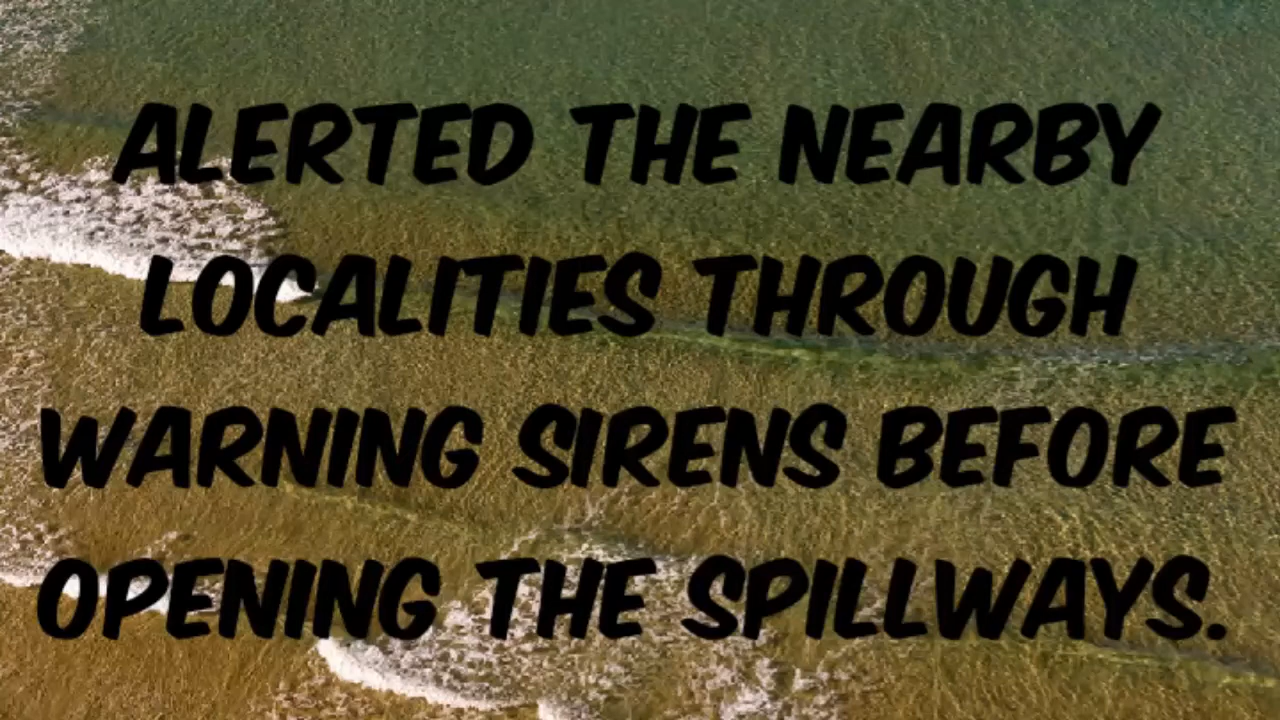 ALERTED THE NEARBY
LOCALITIES THROUGH
WARNING SIRENS BEFORE
OPENING THE SPILLWAYS.